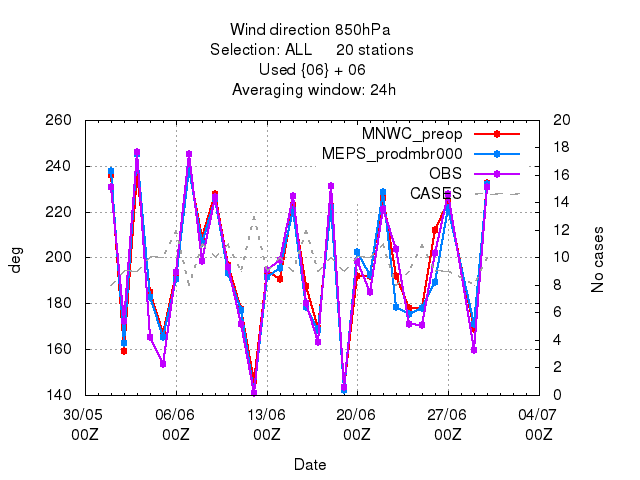 Wind direction 850hPa
Selection: ALL 20 stations
Used {06} + 06
Averaging window: 24h
260 20
240 18
220 16
200 14
180 12
160 10
140 8
6
4
2
0
MNWC_preop
MEPS_prodmbr000
OBS
CASES
deg
No cases
30/05 06/06 13/06 20/06 27/06 04/07
00Z 00Z 00Z 00Z 00Z 00Z
Date